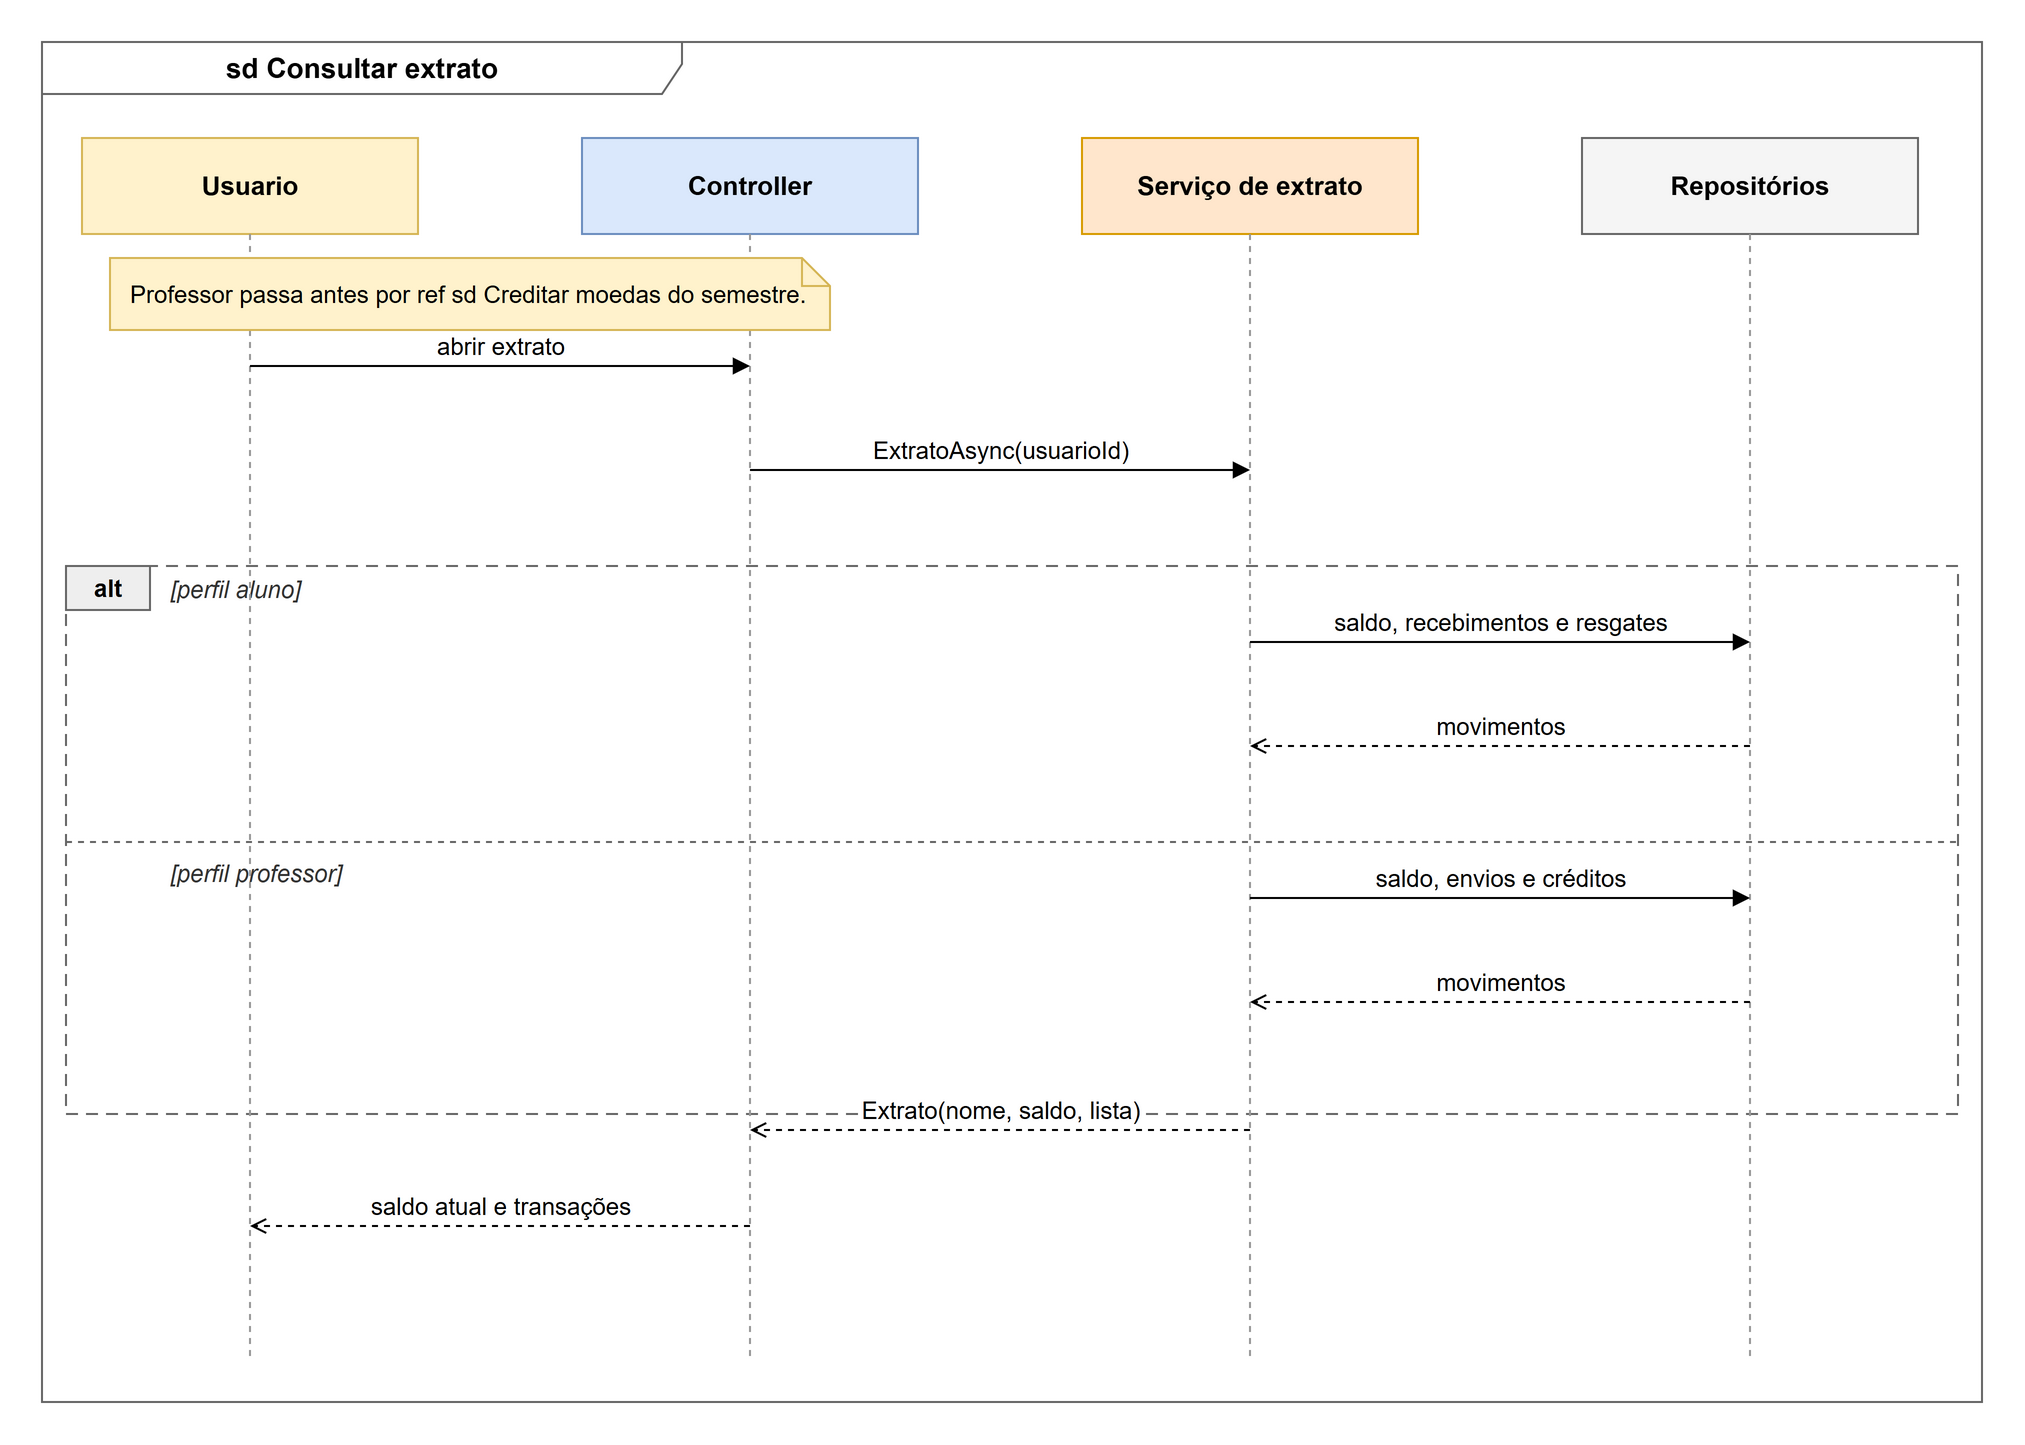 sd Consultar extrato
Usuario
Controller
Serviço de extrato
Repositórios
Professor passa antes por ref sd Creditar moedas do semestre.
abrir extrato
ExtratoAsync(usuarioId)
alt
[perfil aluno]
saldo, recebimentos e resgates
movimentos
[perfil professor]
saldo, envios e créditos
movimentos
Extrato(nome, saldo, lista)
saldo atual e transações